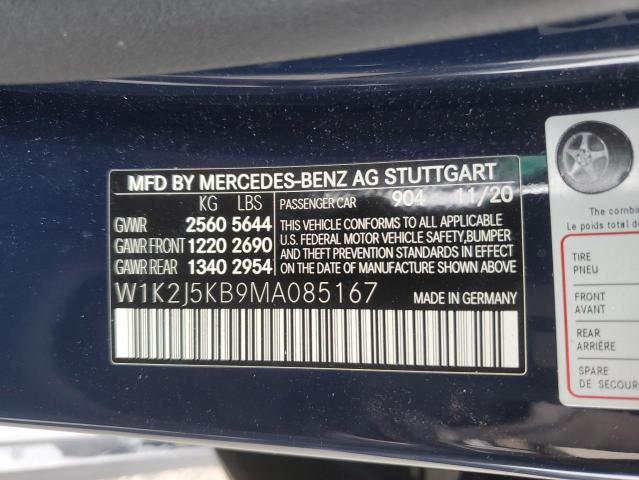 MFD BY MERCEDES-BENZ AG STUTTGART
KG LBS
GVWR 2560 5644
GAWR FRONT 1220 2690
GAWR REAR 1340 2954
PASSENGER CAR 904 11/20
THIS VEHICLE CONFORMS TO ALL APPLICABLE
U.S. FEDERAL MOTOR VEHICLE SAFETY, BUMPER
AND THEFT PREVENTION STANDARDS IN EFFECT
ON THE DATE OF MANUFACTURE SHOWN ABOVE.
W1K2J5KB9MA085167 MADE IN GERMANY
The combin
Le poids total de
TIRE
PNEU
FRONT
AVANT
REAR
ARRIÈRE
SPARE
DE SECOUR